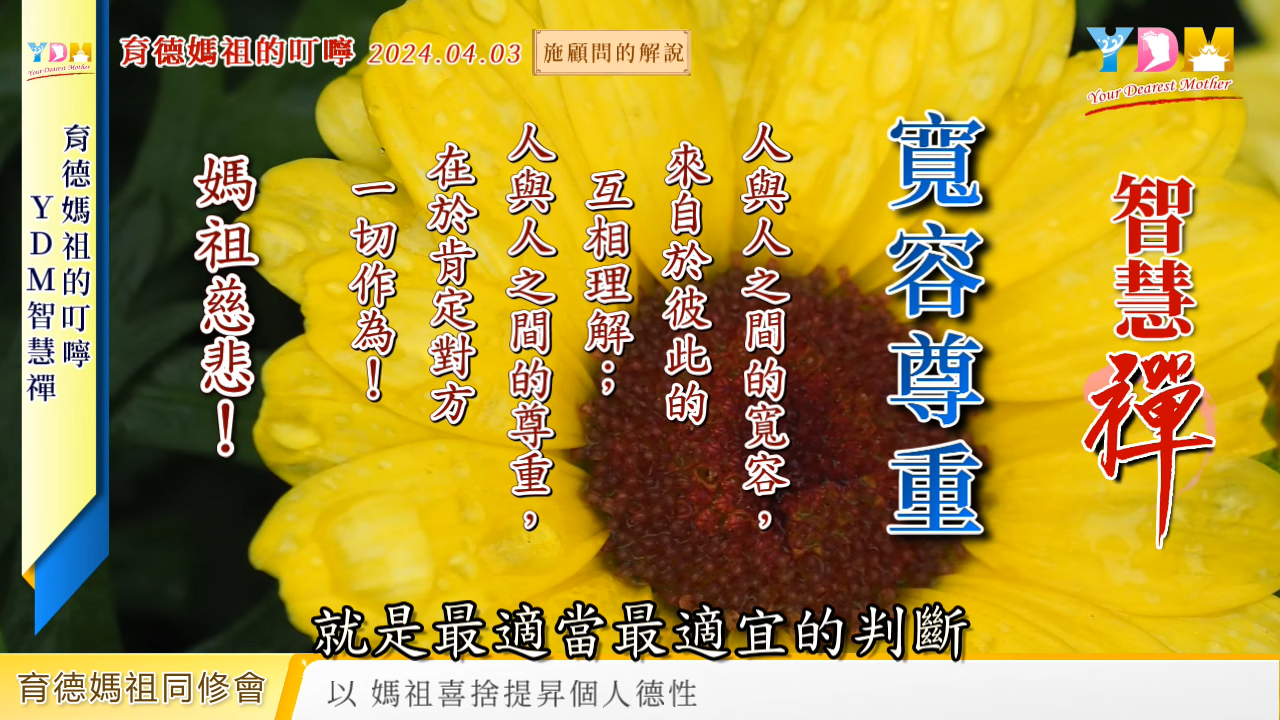 育德媽祖的叮嚀 2024.04.03 施顧問的解說
YDM
Your Dearest Mother
智慧禪
寬容尊重
人與人之間的寬容，
來自於彼此的
互相理解；
人與人之間的尊重，
在於肯定對方
一切作為！
媽祖慈悲！
YDM
Your Dearest Mother
育德媽祖的叮嚀
YDM智慧禪
就是最適當最適宜的判斷
育德媽祖同修會
以 媽祖喜捨提昇個人德性